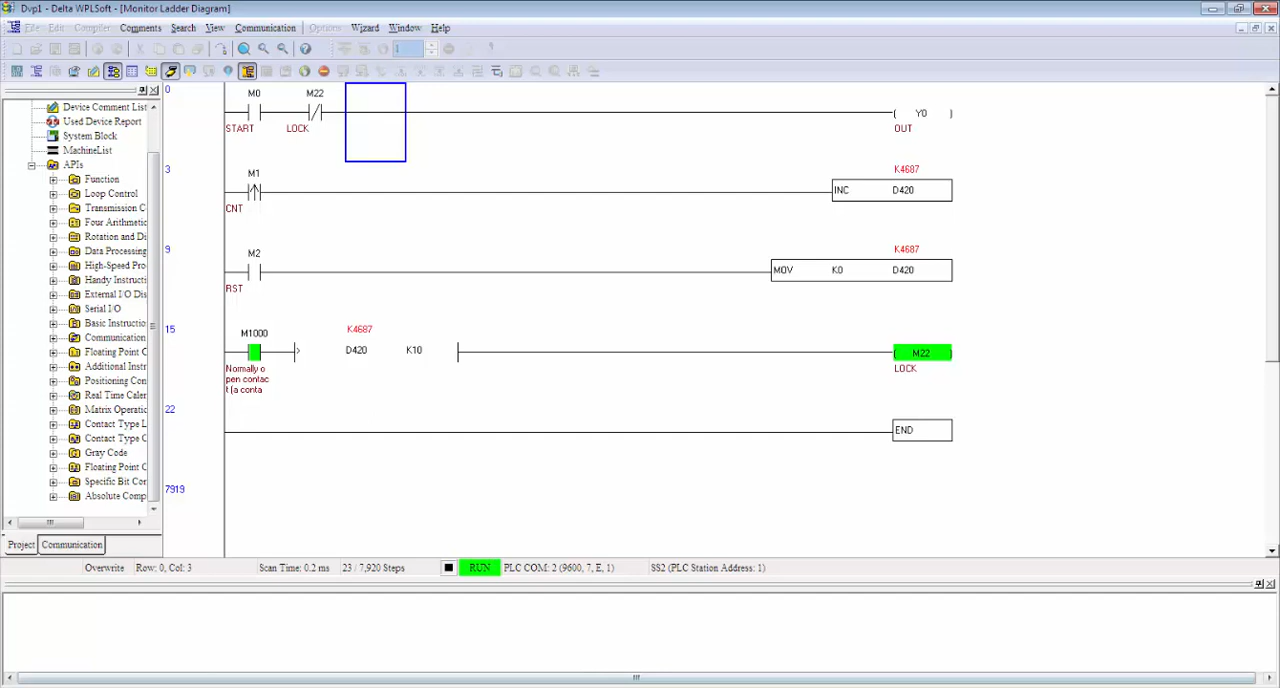 Dvp1 - Delta WPLSoft - [Monitor Ladder Diagram]
File Edit Compiler Comments Search View Communication Options Wizard Window Help
1
Device Comment List
Used Device Report
System Block
MachineList
APIs
Function
Loop Control
Transmission C
Four Arithmetic
Rotation and Di
Data Processing
High-Speed Pro
Handy Instructi
External I/O Dis
Serial I/O
Basic Instructio
Communication
Floating Point C
Additional Instr
Positioning Con
Real Time Caler
Matrix Operatio
Contact Type L
Contact Type C
Gray Code
Floating Point C
Specific Bit Con
Absolute Comp
Project Communication
0
M0 M22
Y0
START LOCK OUT
3
M1 K4687
INC D420
CNT
9
M2 K4687
MOV K0 D420
RST
15
M1000 K4687
> D420 K10 M22
Normally o
pen contac
t (a conta
LOCK
22
END
7919
Overwrite Row: 0, Col: 3 Scan Time: 0.2 ms 23 / 7,920 Steps RUN PLC COM: 2 (9600, 7, E, 1) SS2 (PLC Station Address: 1)